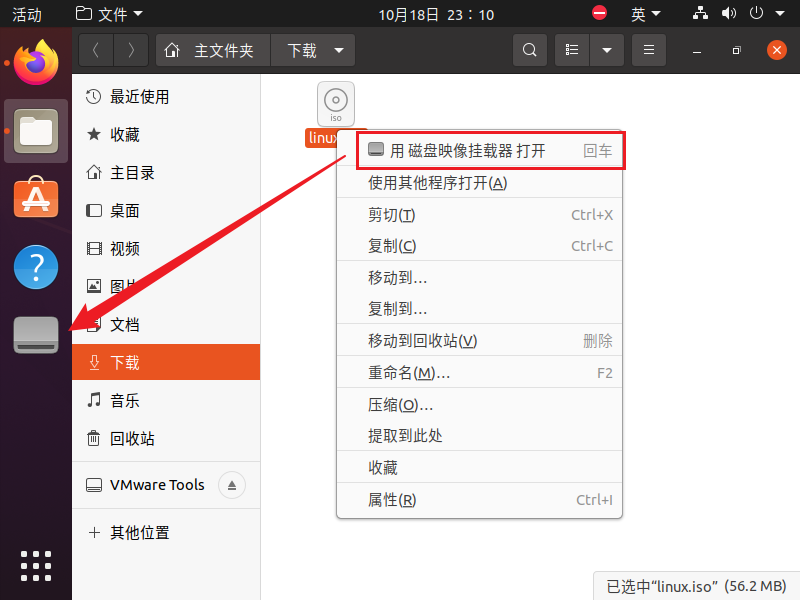 活动 文件 10月18日 23:10 英
主文件夹 下载
最近使用
收藏
主目录
桌面
视频
图片
文档
下载
音乐
回收站
VMware Tools
其他位置
iso
linux
用 磁盘映像挂载器 打开 回车
使用其他程序打开(A)
剪切(T) Ctrl+X
复制(C) Ctrl+C
移动到…
复制到…
移动到回收站(V) 删除
重命名(M)… F2
压缩(O)…
提取到此处
收藏
属性(R) Ctrl+I
已选中“linux.iso” (56.2 MB)